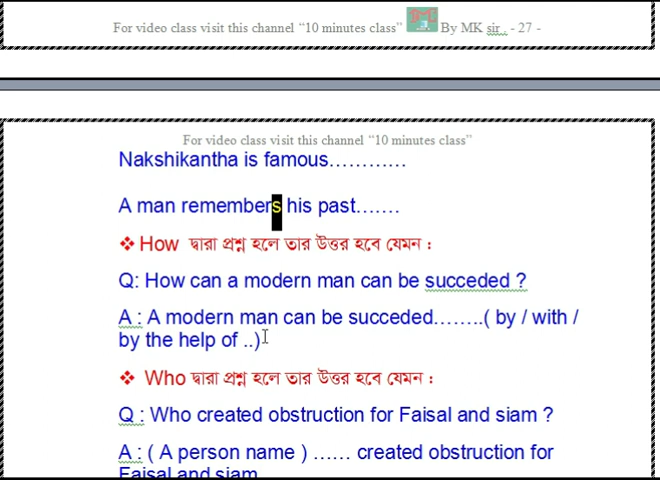 For video class visit this channel “10 minutes class” By MK sir.. - 27 -
For video class visit this channel “10 minutes class”
Nakshikantha is famous…………
A man remembers his past…….
❖ How দ্বারা প্রশ্ন হলে তার উত্তর হবে যেমন :
Q: How can a modern man can be succeded ?
A : A modern man can be succeded……..( by / with /
by the help of ..)
❖ Who দ্বারা প্রশ্ন হলে তার উত্তর হবে যেমন :
Q : Who created obstruction for Faisal and siam ?
A : ( A person name ) …… created obstruction for
Faisal and siam